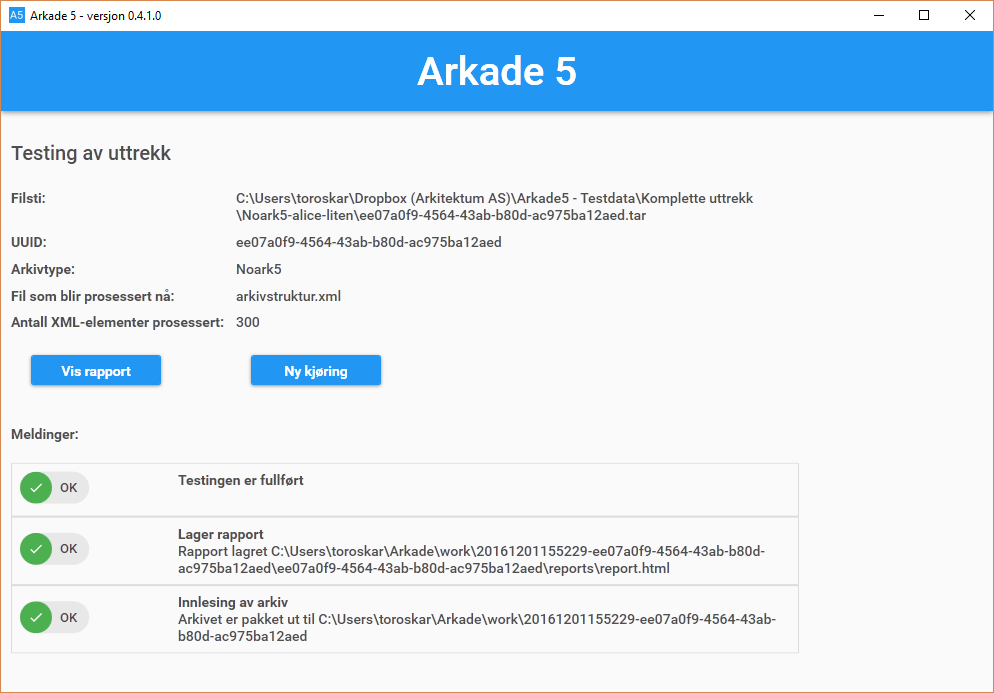 A5 Arkade 5 - versjon 0.4.1.0
Arkade 5
Testing av uttrekk
Filsti: C:\Users\toroskar\Dropbox (Arkitektum AS)\Arkade5 - Testdata\Komplette uttrekk
\Noark5-alice-liten\ee07a0f9-4564-43ab-b80d-ac975ba12aed.tar
UUID: ee07a0f9-4564-43ab-b80d-ac975ba12aed
Arkivtype: Noark5
Fil som blir prosessert nå: arkivstruktur.xml
Antall XML-elementer prosessert: 300
Vis rapport Ny kjøring
Meldinger:
OK Testingen er fullført
Lager rapport
OK Rapport lagret C:\Users\toroskar\Arkade\work\20161201155229-ee07a0f9-4564-43ab-b80d-
ac975ba12aed\ee07a0f9-4564-43ab-b80d-ac975ba12aed\reports\report.html
Innlesing av arkiv
OK Arkivet er pakket ut til C:\Users\toroskar\Arkade\work\20161201155229-ee07a0f9-4564-43ab-
b80d-ac975ba12aed